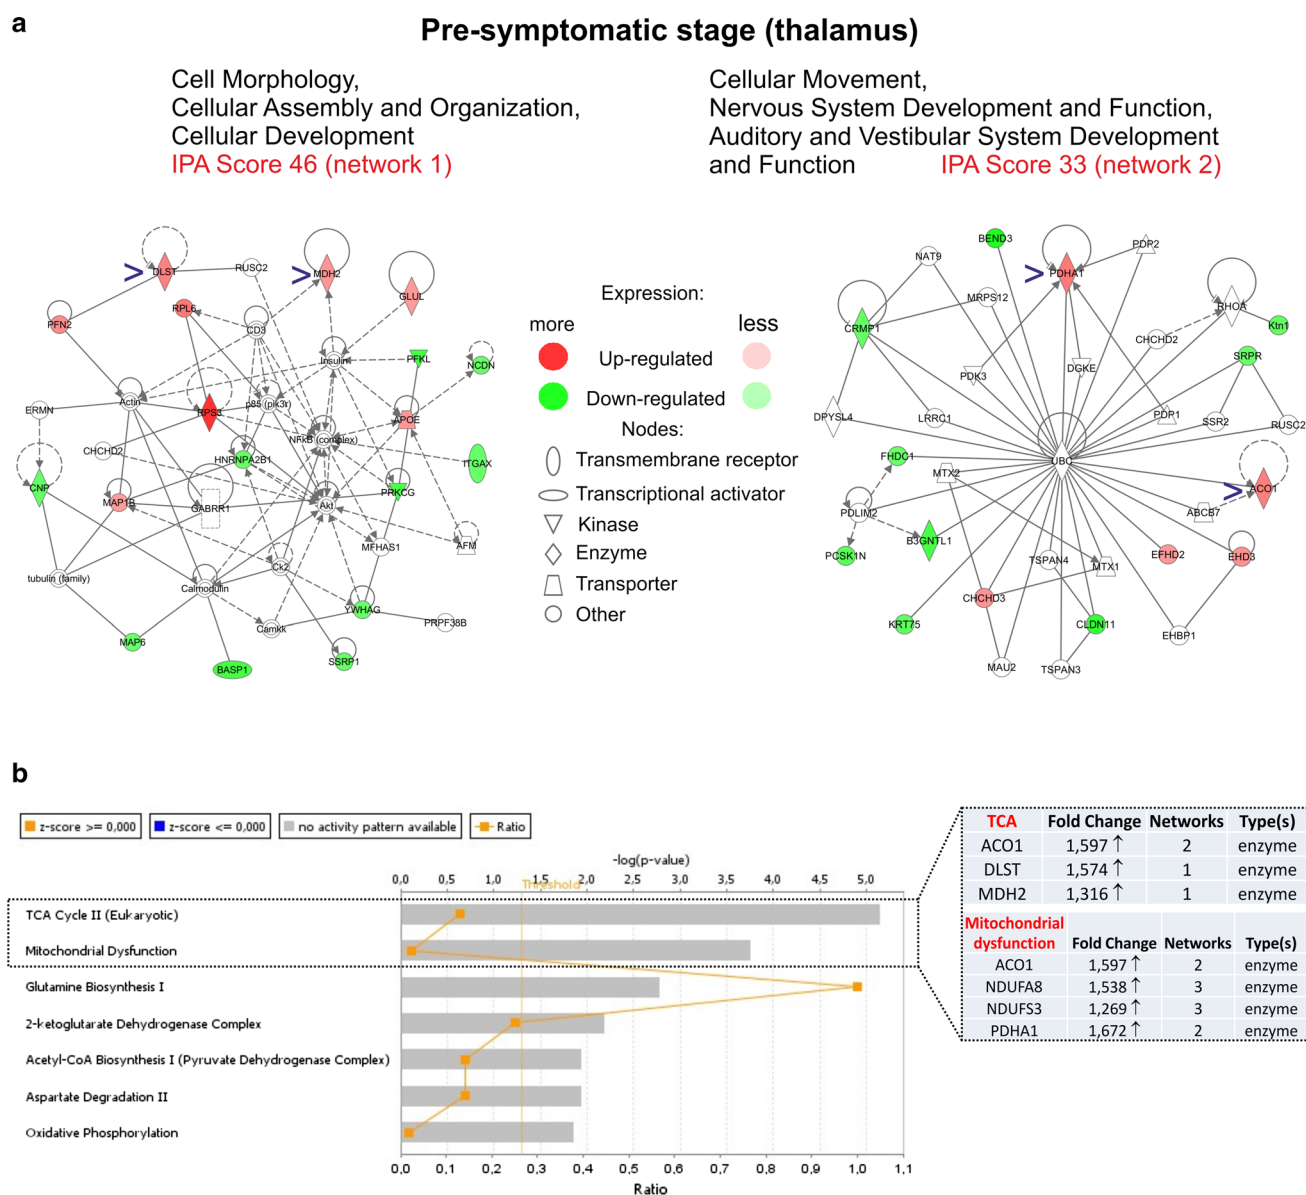 a
Pre-symptomatic stage (thalamus)
Cell Morphology,
Cellular Assembly and Organization,
Cellular Development
IPA Score 46 (network 1)
Cellular Movement,
Nervous System Development and Function,
Auditory and Vestibular System Development
and Function IPA Score 33 (network 2)
> DLST
RUSC2
> MDH2
GLUL
PFN2
RPL6
CD3
Insulin
PFKL
NCDN
ERMN
Actin
RPS3
p85 (pik3r)
APOE
CHCHD2
HNRNPA2B1
NFkB (complex)
ITGAX
CNP
MAP1B
GABRR1
Akt
PRKCG
MFHAS1
AFM
tubulin (family)
Calmodulin
Ck2
Camkk
YWHAG
PRPF38B
MAP6
BASP1
SSRP1
Expression:
more
less
Up-regulated
Down-regulated
Nodes:
Transmembrane receptor
Transcriptional activator
Kinase
Enzyme
Transporter
Other
BEND3
NAT9
> PDHA1
PDP2
MRPS12
RHOA
CRMP1
CHCHD2
Ktn1
SRPR
PDK3
DGKE
DPYSL4
LRRC1
PDP1
SSR2
RUSC2
FHDC1
MTX2
UBC
> ACO1
PDLIM2
ABCB7
PCSK1N
B3GNTL1
TSPAN4
MTX1
EFHD2
EHD3
CHCHD3
KRT75
CLDN11
EHBP1
MAU2
TSPAN3
b
z-score >= 0,000
z-score <= 0,000
no activity pattern available
Ratio
-log(p-value)
0,0 0,5 1,0 1,5 2,0 2,5 3,0 3,5 4,0 4,5 5,0
Threshold
TCA Cycle II (Eukaryotic)
Mitochondrial Dysfunction
Glutamine Biosynthesis I
2-ketoglutarate Dehydrogenase Complex
Acetyl-CoA Biosynthesis I (Pyruvate Dehydrogenase Complex)
Aspartate Degradation II
Oxidative Phosphorylation
0,0 0,1 0,2 0,3 0,4 0,5 0,6 0,7 0,8 0,9 1,0 1,1
Ratio
TCA Fold Change Networks Type(s)
ACO1 1,597 ↑ 2 enzyme
DLST 1,574 ↑ 1 enzyme
MDH2 1,316 ↑ 1 enzyme
Mitochondrial
dysfunction Fold Change Networks Type(s)
ACO1 1,597 ↑ 2 enzyme
NDUFA8 1,538 ↑ 3 enzyme
NDUFS3 1,269 ↑ 3 enzyme
PDHA1 1,672 ↑ 2 enzyme